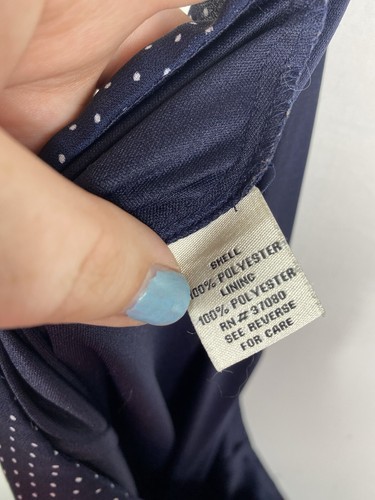 SHELL
100% POLYESTER
LINING
100% POLYESTER
RN # 37080
SEE REVERSE
FOR CARE